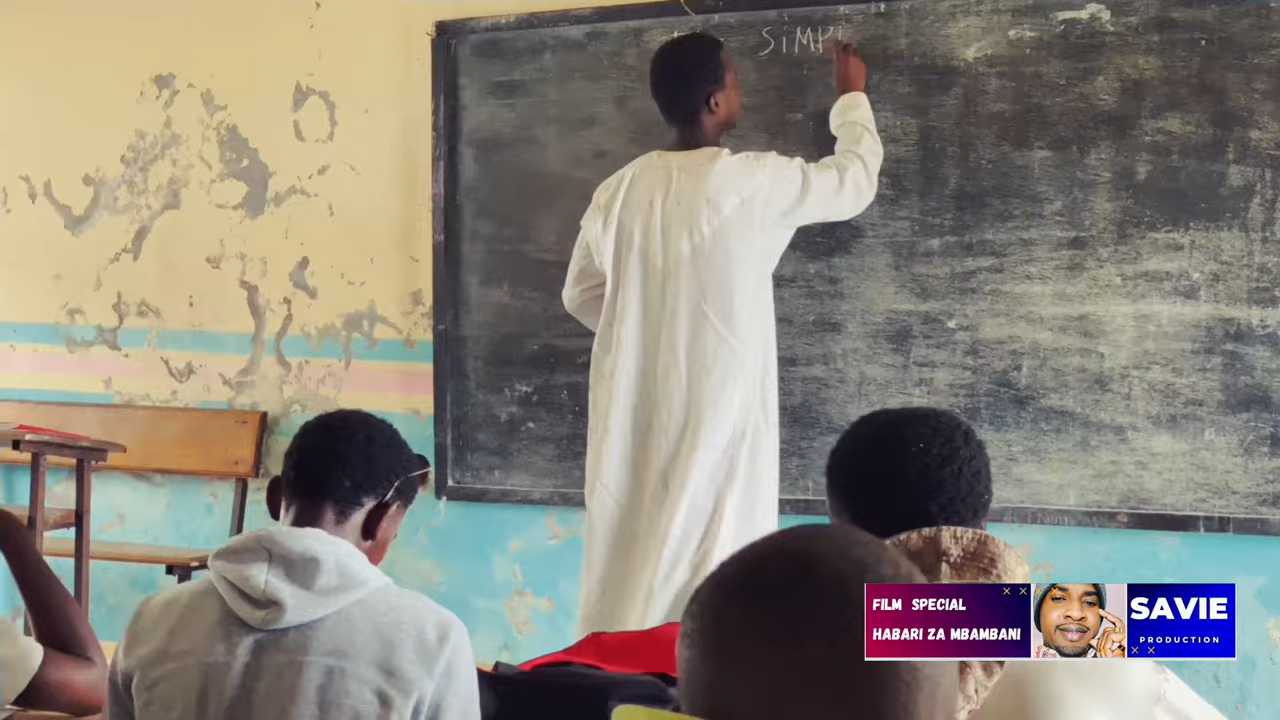 SiMPl
FILM SPECIAL
HABARI ZA MBAMBANI
SAVIE
PRODUCTION